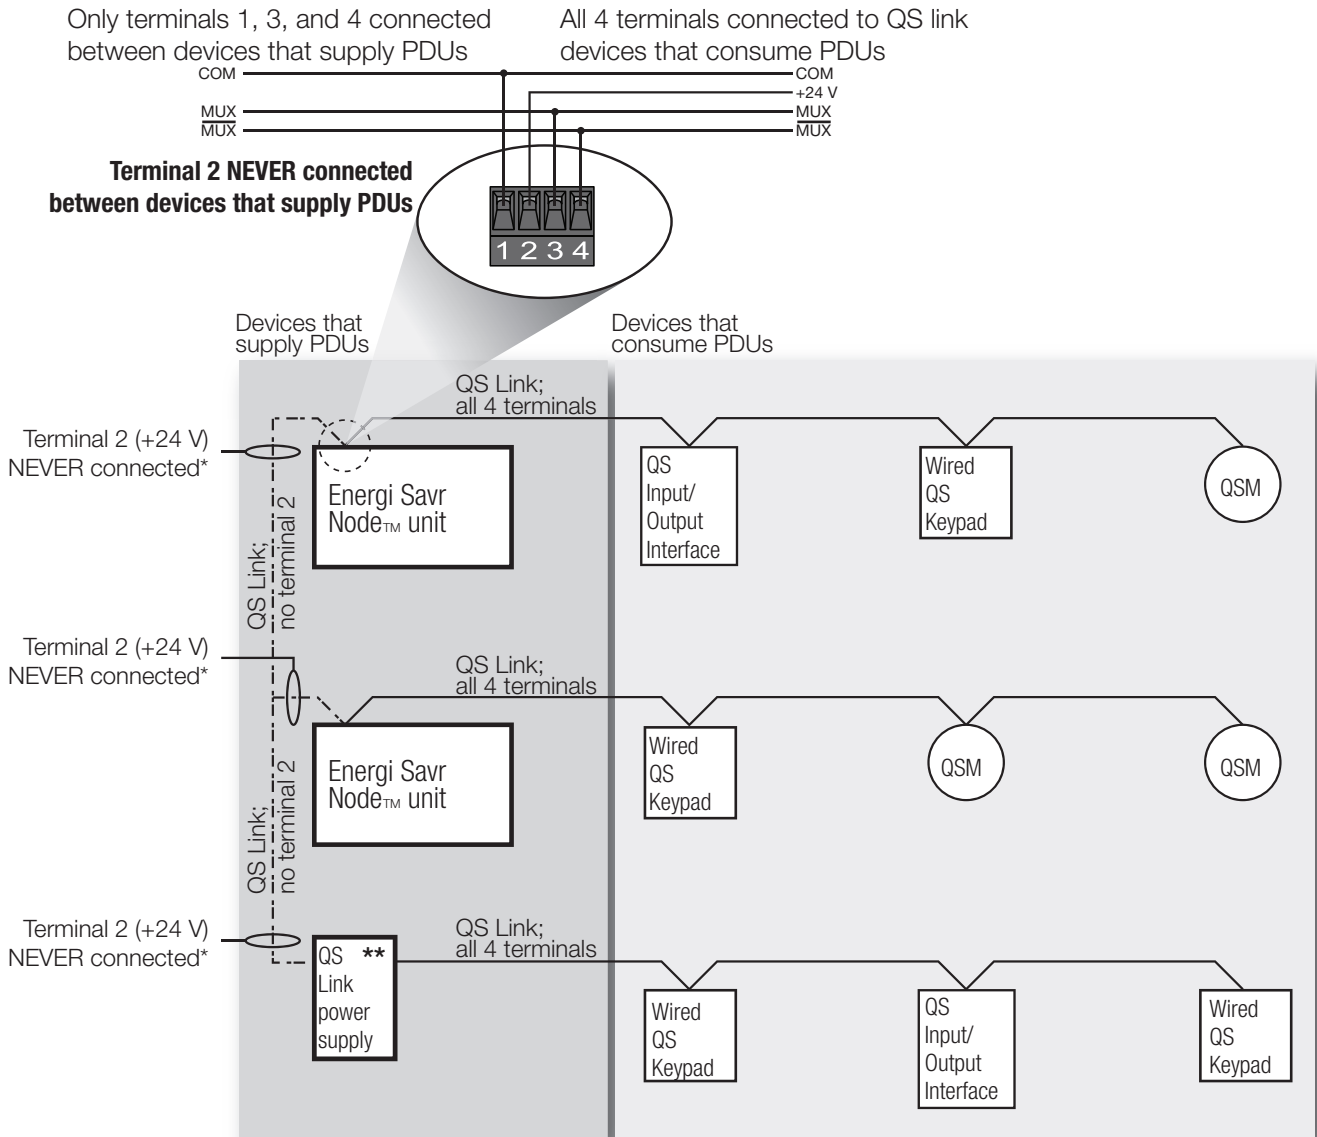 Only terminals 1, 3, and 4 connected
between devices that supply PDUs
All 4 terminals connected to QS link
devices that consume PDUs
COM
COM
+24 V
MUX
MUX
MUX
MUX
Terminal 2 NEVER connected
between devices that supply PDUs
1 2 3 4
Devices that
supply PDUs
Devices that
consume PDUs
QS Link;
all 4 terminals
Terminal 2 (+24 V)
NEVER connected*
Energi Savr
Node™ unit
QS
Input/
Output
Interface
Wired
QS
Keypad
QSM
QS Link;
no terminal 2
Terminal 2 (+24 V)
NEVER connected*
QS Link;
all 4 terminals
Energi Savr
Node™ unit
Wired
QS
Keypad
QSM
QSM
QS Link;
no terminal 2
Terminal 2 (+24 V)
NEVER connected*
QS Link;
all 4 terminals
QS **
Link
power
supply
Wired
QS
Keypad
QS
Input/
Output
Interface
Wired
QS
Keypad